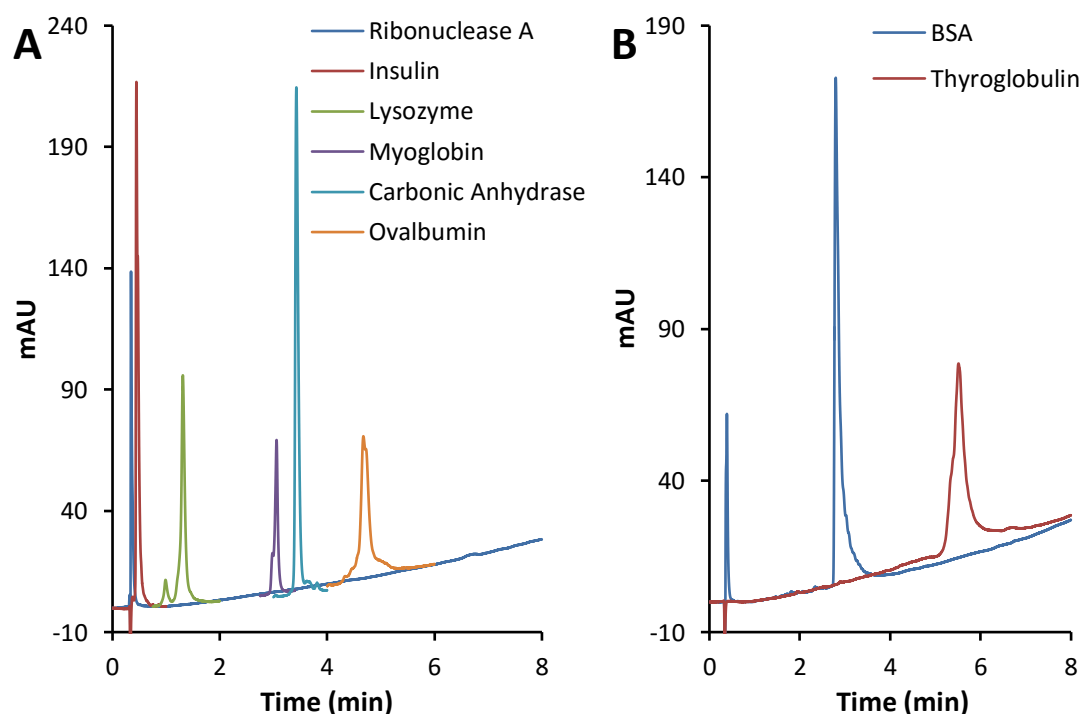 A
240
190
140
90
40
-10
mAU
0 2 4 6 8
Time (min)
Ribonuclease A
Insulin
Lysozyme
Myoglobin
Carbonic Anhydrase
Ovalbumin
B
190
140
90
40
-10
mAU
0 2 4 6 8
Time (min)
BSA
Thyroglobulin